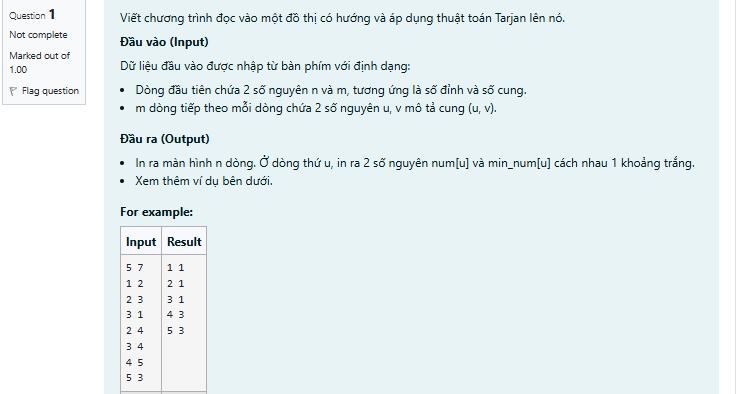 Question 1
Not complete
Marked out of
1.00
Flag question
Viết chương trình đọc vào một đồ thị có hướng và áp dụng thuật toán Tarjan lên nó.
Đầu vào (Input)
Dữ liệu đầu vào được nhập từ bàn phím với định dạng:
• Dòng đầu tiên chứa 2 số nguyên n và m, tương ứng là số đỉnh và số cung.
• m dòng tiếp theo mỗi dòng chứa 2 số nguyên u, v mô tả cung (u, v).
Đầu ra (Output)
• In ra màn hình n dòng. Ở dòng thứ u, in ra 2 số nguyên num[u] và min_num[u] cách nhau 1 khoảng trắng.
• Xem thêm ví dụ bên dưới.
For example:
Input Result
5 7 1 1
1 2 2 1
2 3 3 1
3 1 4 3
2 4 5 3
3 4
4 5
5 3